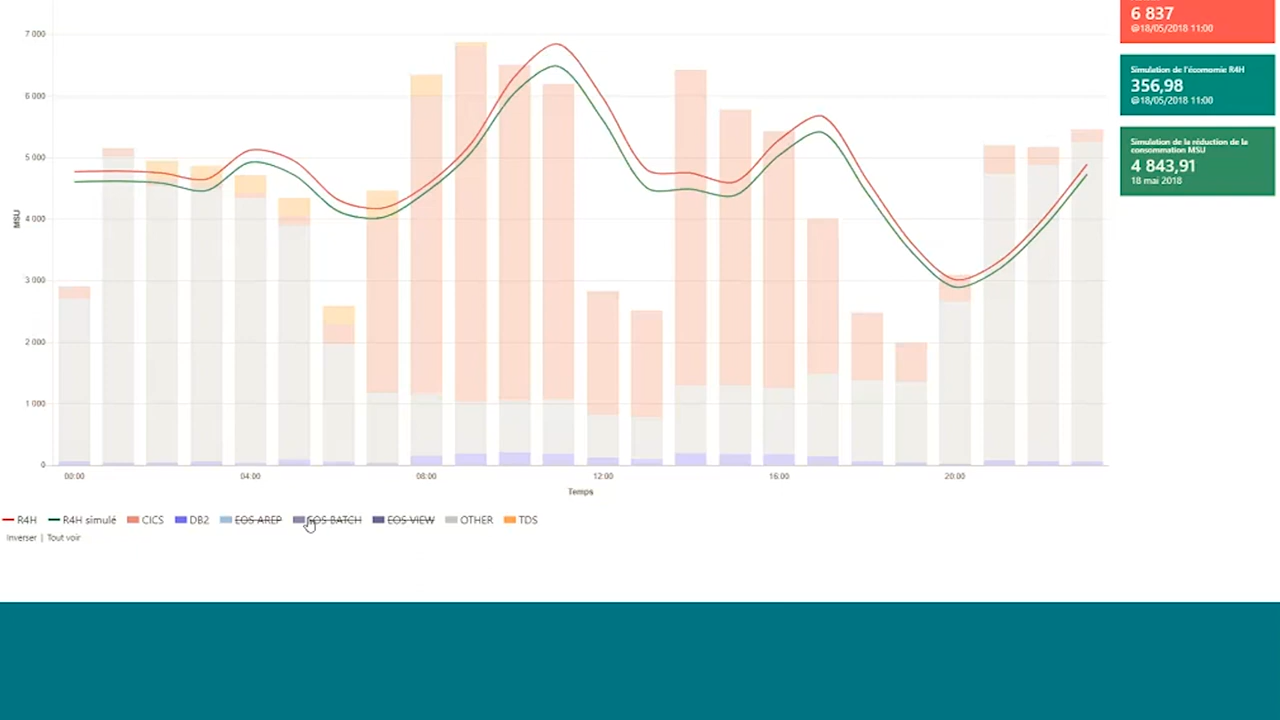 6 837
@18/05/2018 11:00
Simulation de l'économie R4H
356,98
@18/05/2018 11:00
Simulation de la réduction de la
consommation MSU
4 843,91
18 mai 2018
7 000
6 000
5 000
4 000
3 000
2 000
1 000
0
MSU
00:00 04:00 08:00 12:00 16:00 20:00
Temps
R4H R4H simulé CICS DB2 EOS AREP EOS BATCH EOS VIEW OTHER TDS
Inverser | Tout voir